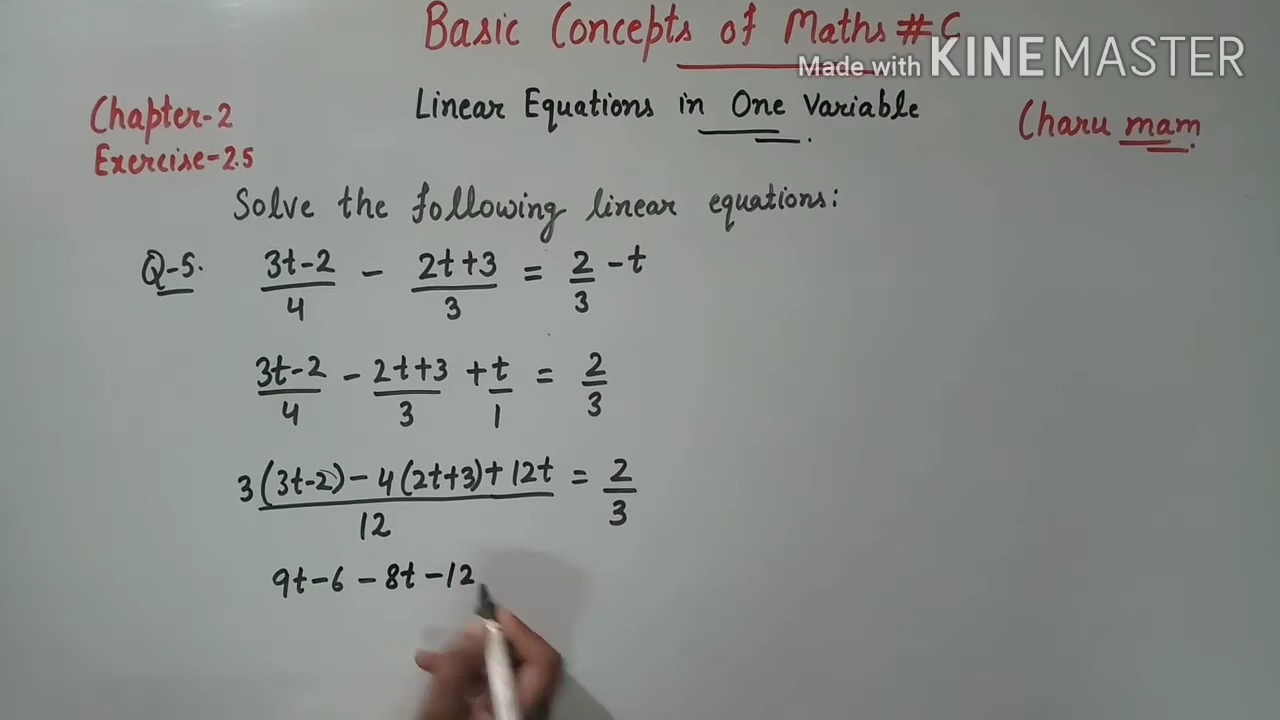 Basic Concepts of Maths #C
Made with KINEMASTER
Chapter-2
Linear Equations in One Variable
Charu mam
Exercise-2.5
Solve the following linear equations:
Q-5. (3t-2)/4 - (2t+3)/3 = 2/3 - t
(3t-2)/4 - (2t+3)/3 + t/1 = 2/3
(3(3t-2) - 4(2t+3) + 12t)/12 = 2/3
9t-6-8t-12